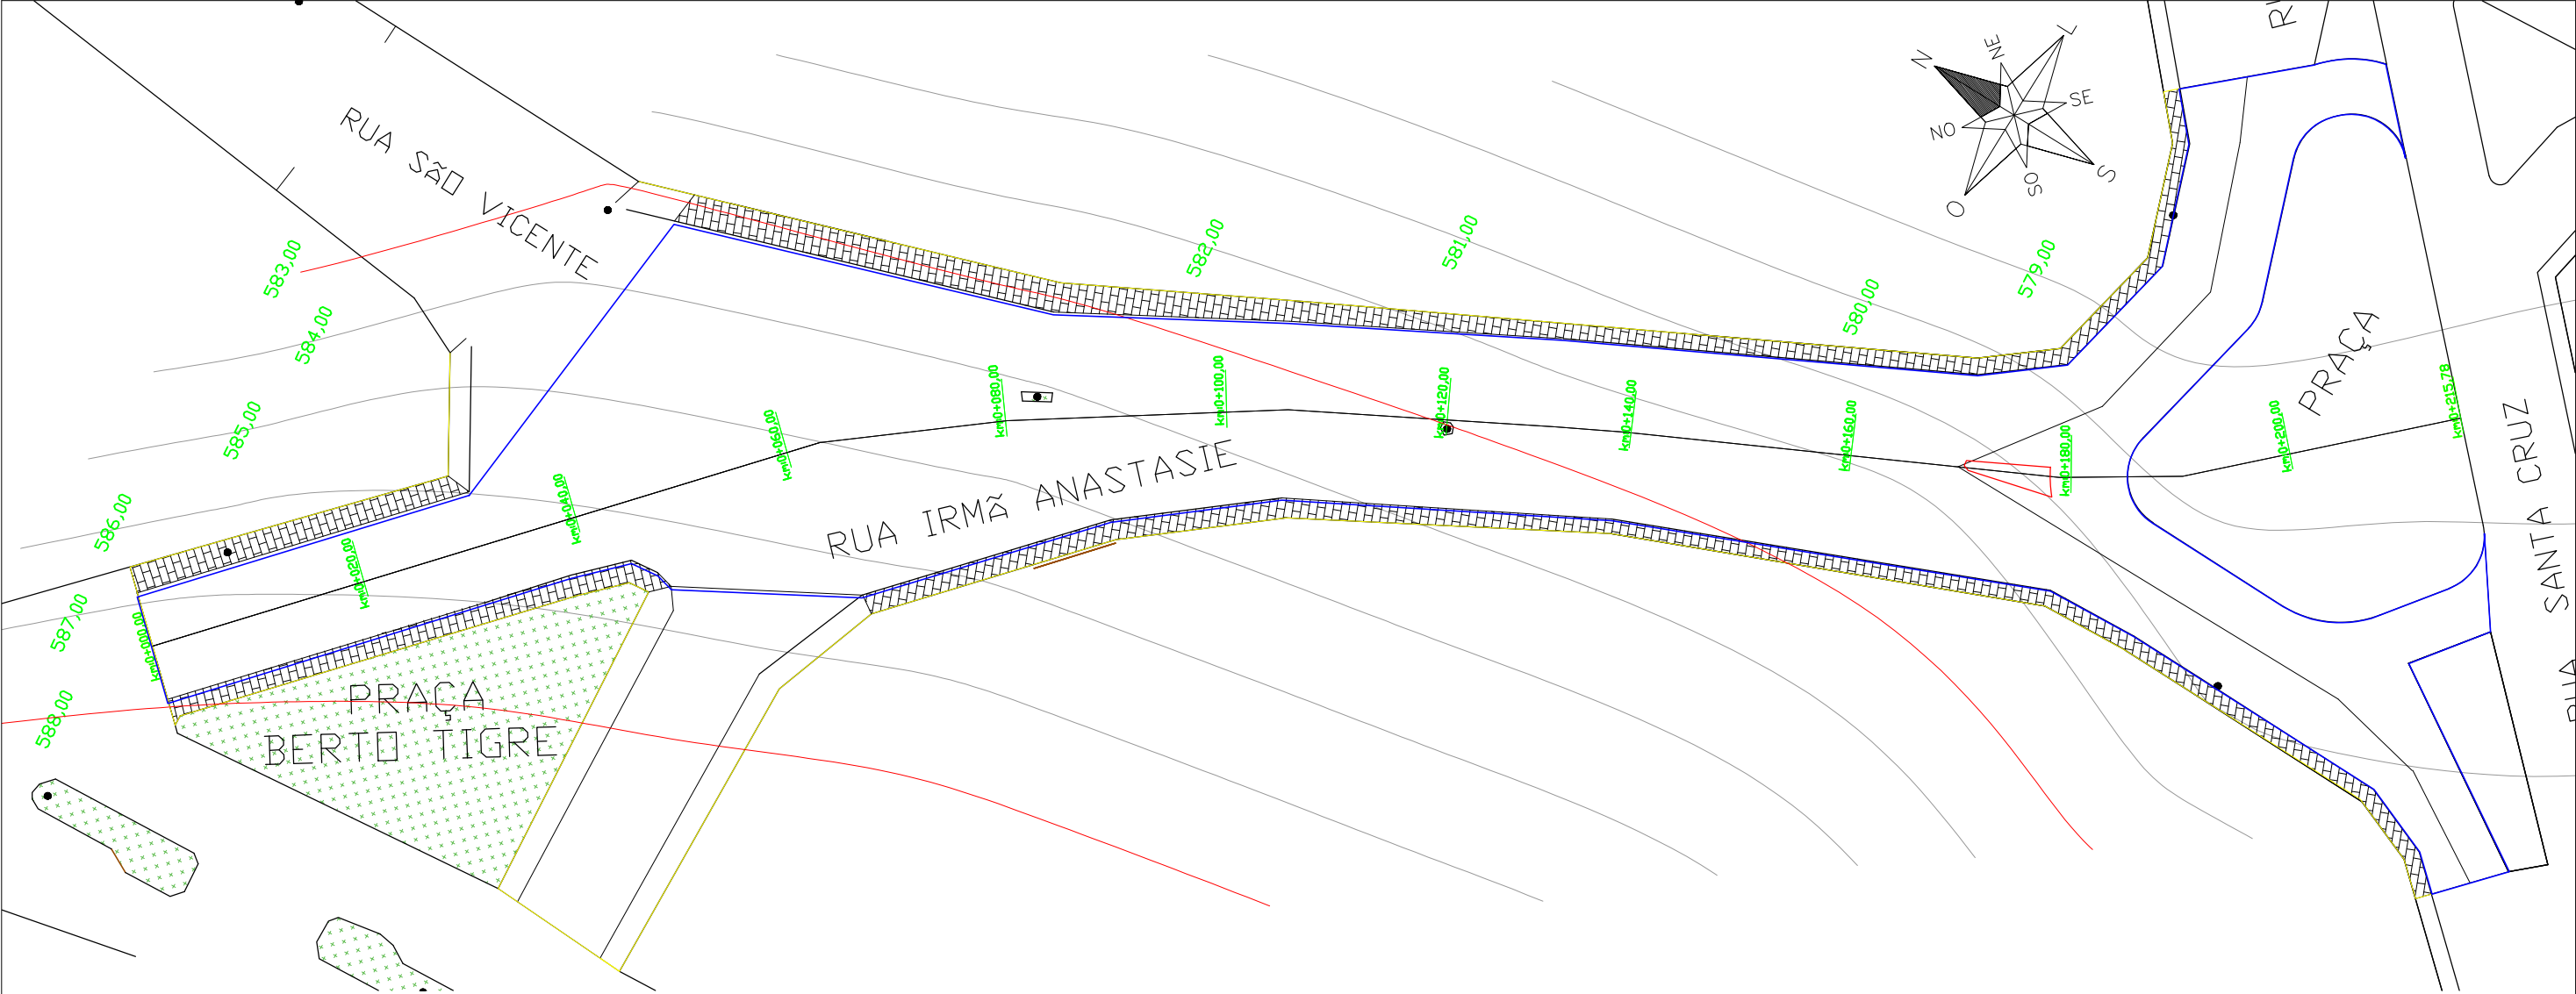 RUA SÃO VICENTE
N
NE
L
SE
S
SO
O
NO
583,00
584,00
585,00
586,00
587,00
588,00
582,00
581,00
580,00
579,00
km0+000,00
km0+020,00
km0+040,00
km0+060,00
km0+080,00
km0+100,00
km0+120,00
km0+140,00
km0+160,00
km0+180,00
km0+200,00
km0+215,78
RUA IRMÃ ANASTASIE
PRAÇA
BERTO TIGRE
PRAÇA
SANTA CRUZ